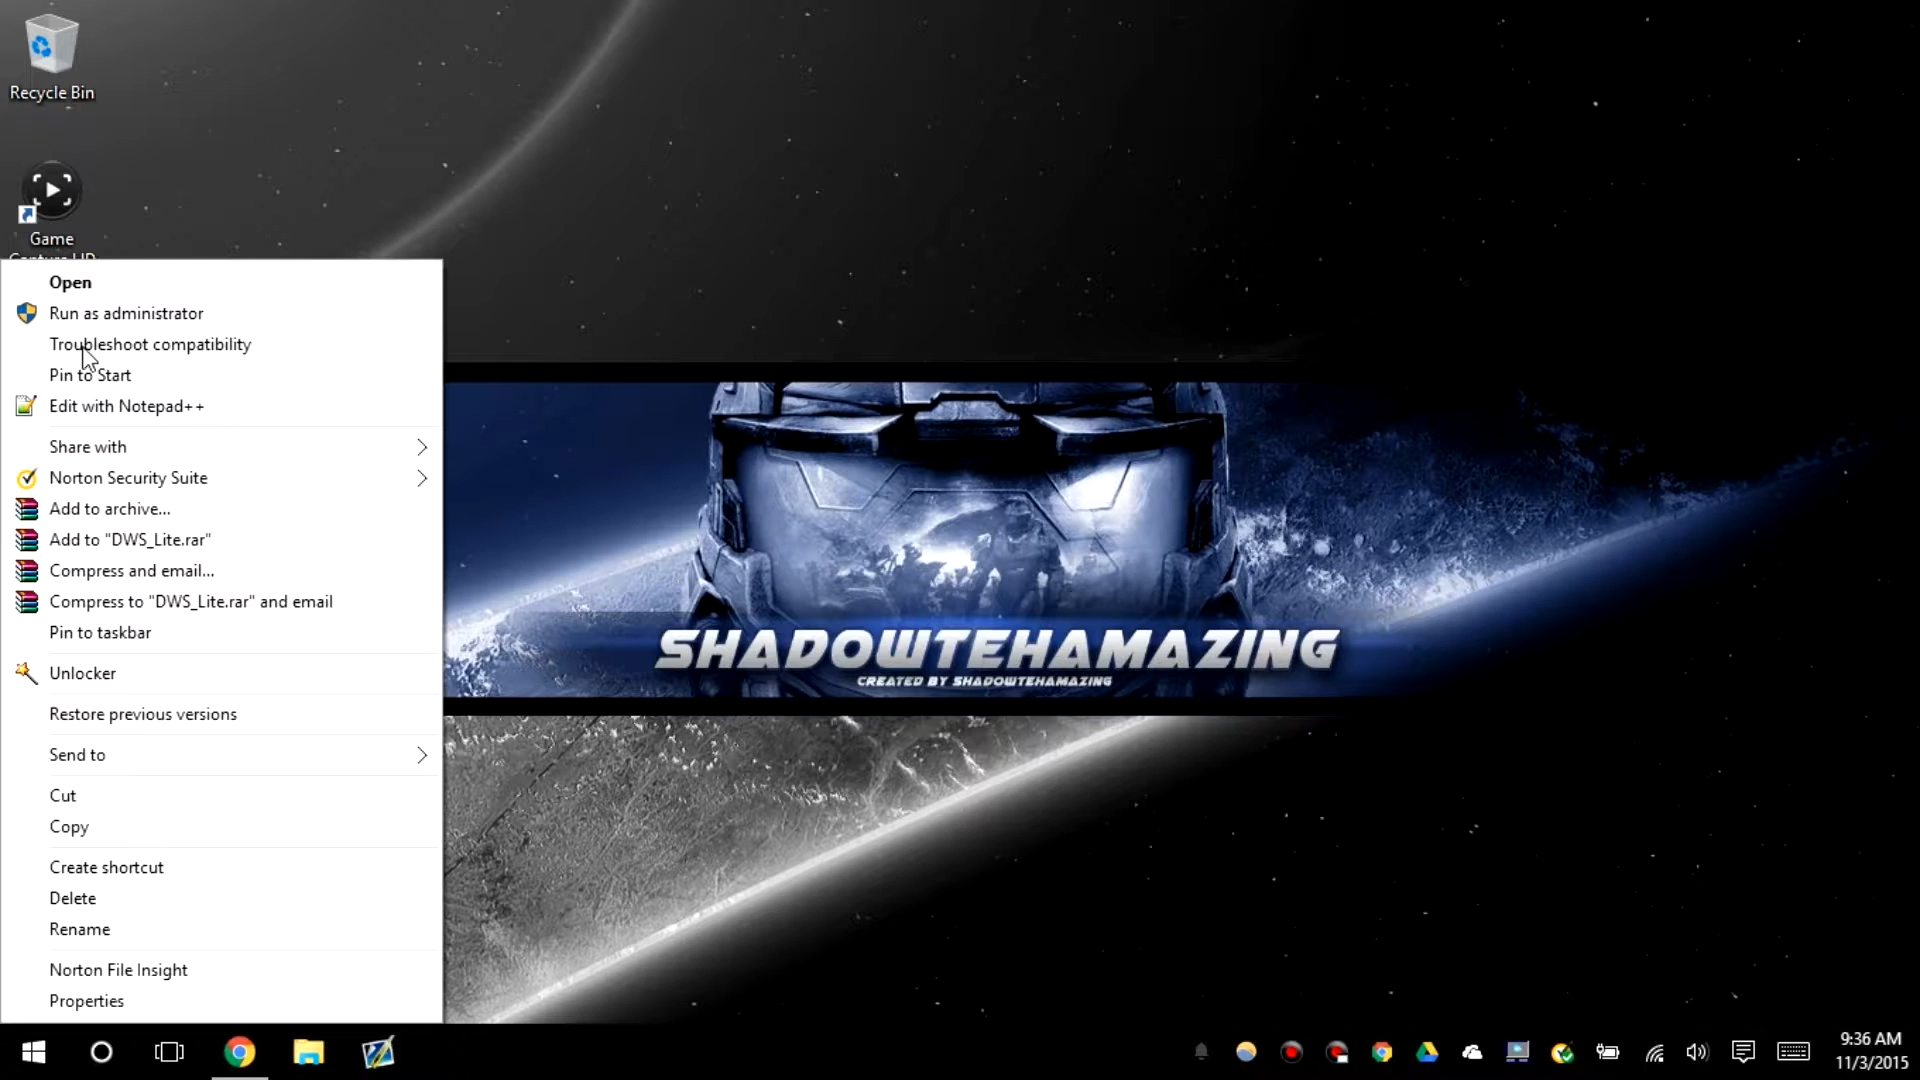 Recycle Bin
Game
Capture HD
Open
Run as administrator
Troubleshoot compatibility
Pin to Start
Edit with Notepad++
Share with
Norton Security Suite
Add to archive...
Add to "DWS_Lite.rar"
Compress and email...
Compress to "DWS_Lite.rar" and email
Pin to taskbar
Unlocker
Restore previous versions
Send to
Cut
Copy
Create shortcut
Delete
Rename
Norton File Insight
Properties
SHADOWTEHAMAZING
CREATED BY SHADOWTEHAMAZING
9:36 AM
11/3/2015